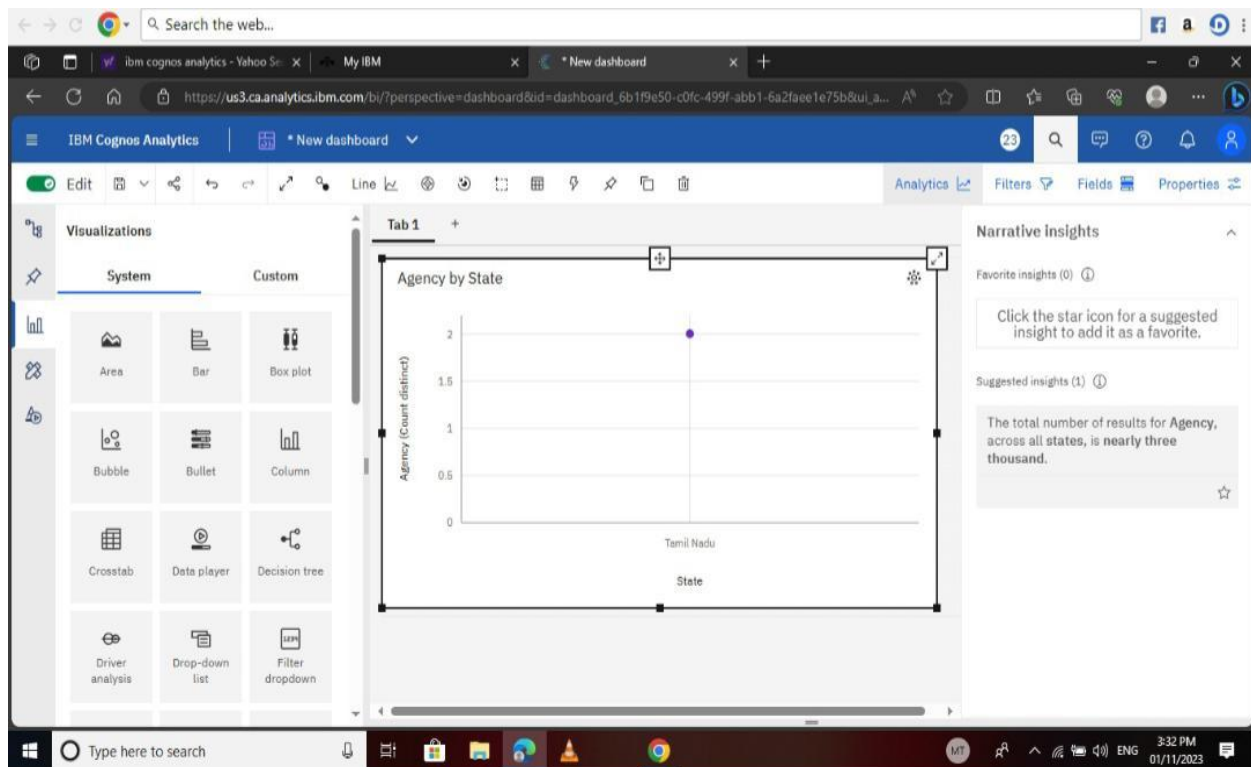 Search the web...
ibm cognos analytics - Yahoo Se
My IBM
* New dashboard
https://us3.ca.analytics.ibm.com/bi/?perspective=dashboard&id=dashboard_6b1f9e50-c0fc-499f-abb1-6a2faee1e75b&ui_a...
IBM Cognos Analytics
* New dashboard
23
Edit
Line
Analytics
Filters
Fields
Properties
Visualizations
System
Custom
Area
Bar
Box plot
Bubble
Bullet
Column
Crosstab
Data player
Decision tree
Driver
analysis
Drop-down
list
Filter
dropdown
Tab 1
Agency by State
Agency (Count distinct)
2
1.5
1
0.5
0
Tamil Nadu
State
Narrative insights
Favorite insights (0)
Click the star icon for a suggested
insight to add it as a favorite.
Suggested insights (1)
The total number of results for Agency,
across all states, is nearly three
thousand.
Type here to search
MT
ENG
3:32 PM
01/11/2023